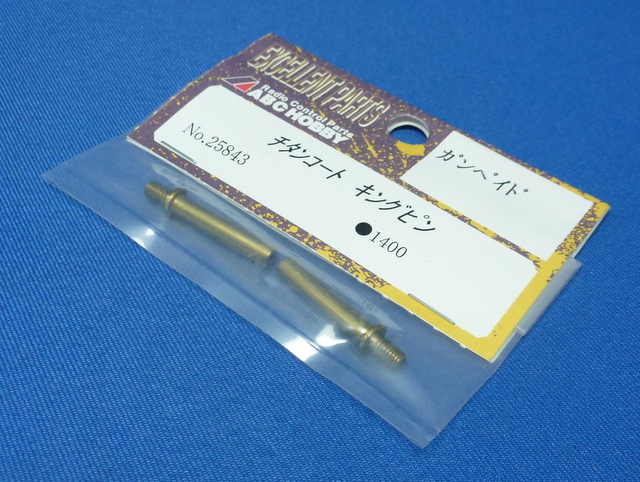 EXCELLENT PARTS
Radio Control Parts
ABC HOBBY
ガンベイド
No.25843
チタンコート キングピン
●1400